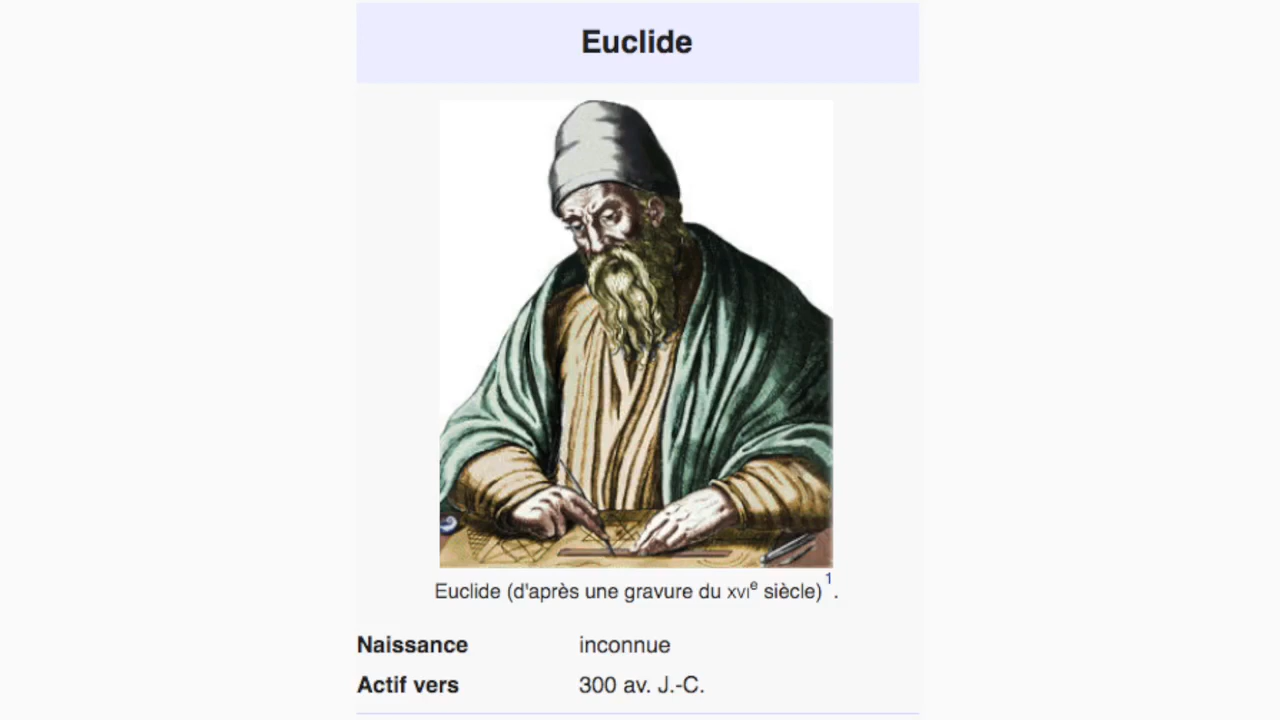 Euclide
Euclide (d'après une gravure du XVIe siècle)1.
Naissance inconnue
Actif vers 300 av. J.-C.